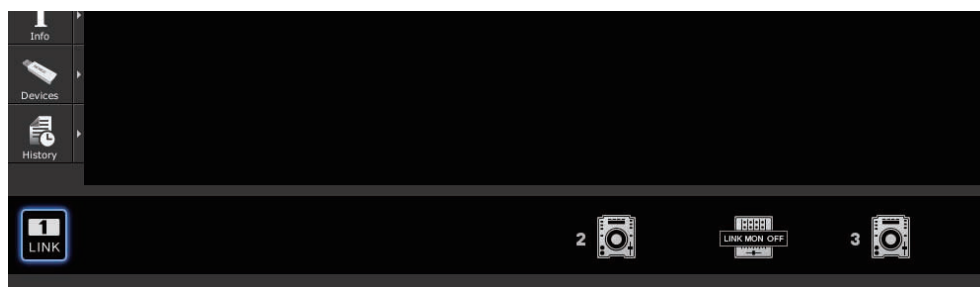 Info
Devices
History
1
LINK
2
LINK MON OFF
3